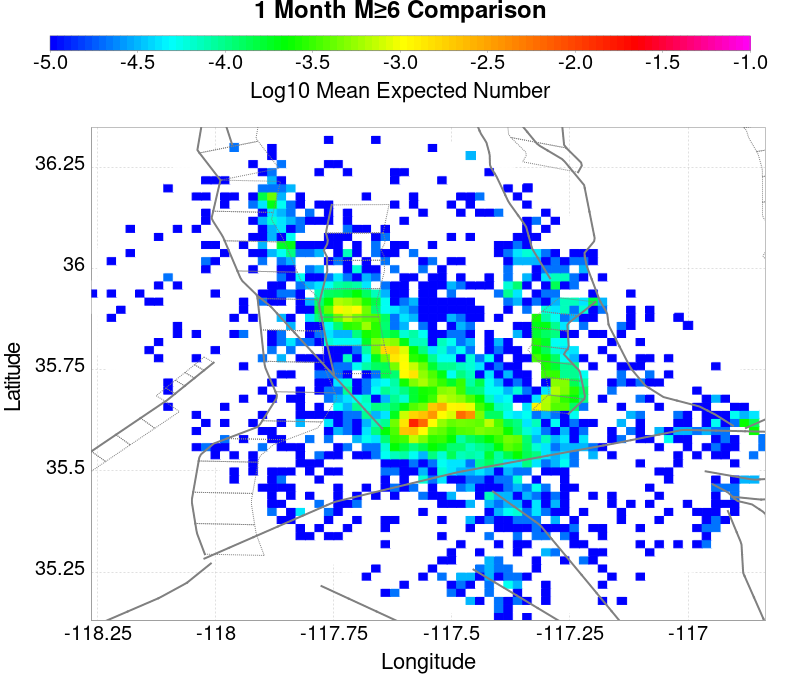 1 Month M≥6 Comparison
-5.0 -4.5 -4.0 -3.5 -3.0 -2.5 -2.0 -1.5 -1.0
Log10 Mean Expected Number
36.25
36
35.75
35.5
35.25
Latitude
-118.25 -118 -117.75 -117.5 -117.25 -117
Longitude